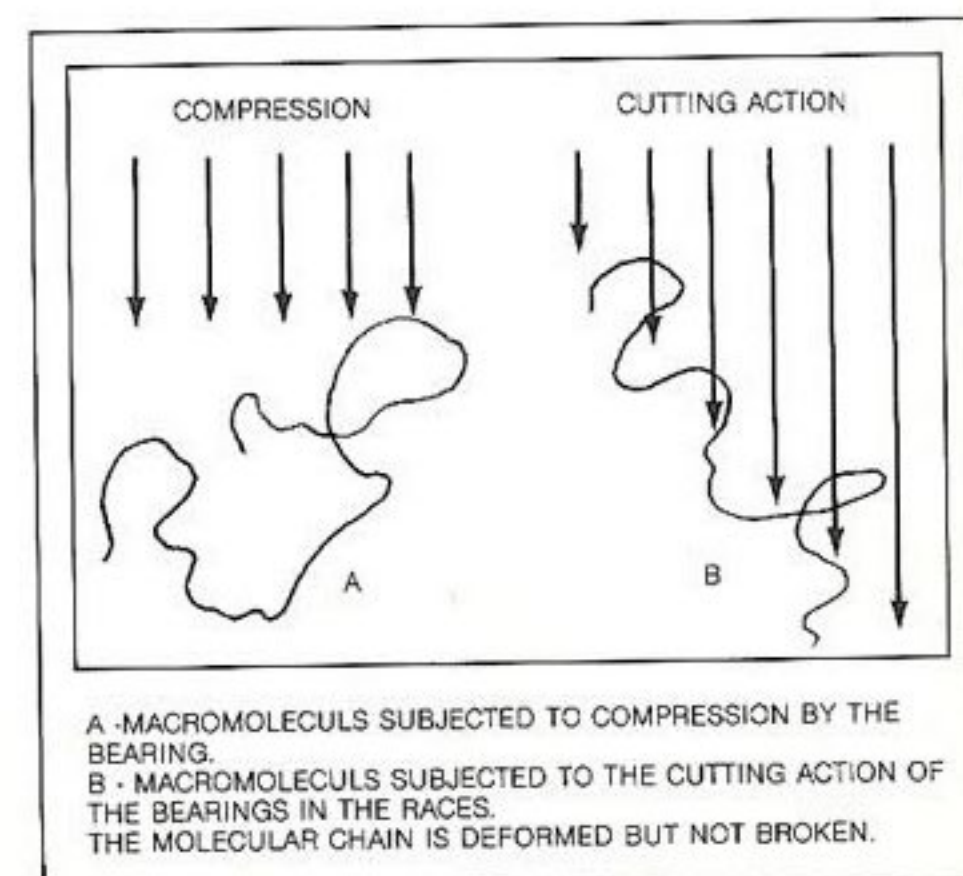 COMPRESSION
CUTTING ACTION
A
B
A -MACROMOLECULS SUBJECTED TO COMPRESSION BY THE
BEARING.
B - MACROMOLECULS SUBJECTED TO THE CUTTING ACTION OF
THE BEARINGS IN THE RACES.
THE MOLECULAR CHAIN IS DEFORMED BUT NOT BROKEN.